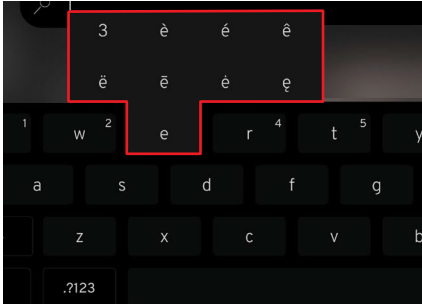 3 è é ê
ë ē ė ę
1 w 2 e r 4 t 5 y
a s d f g
z x c v b
.?123